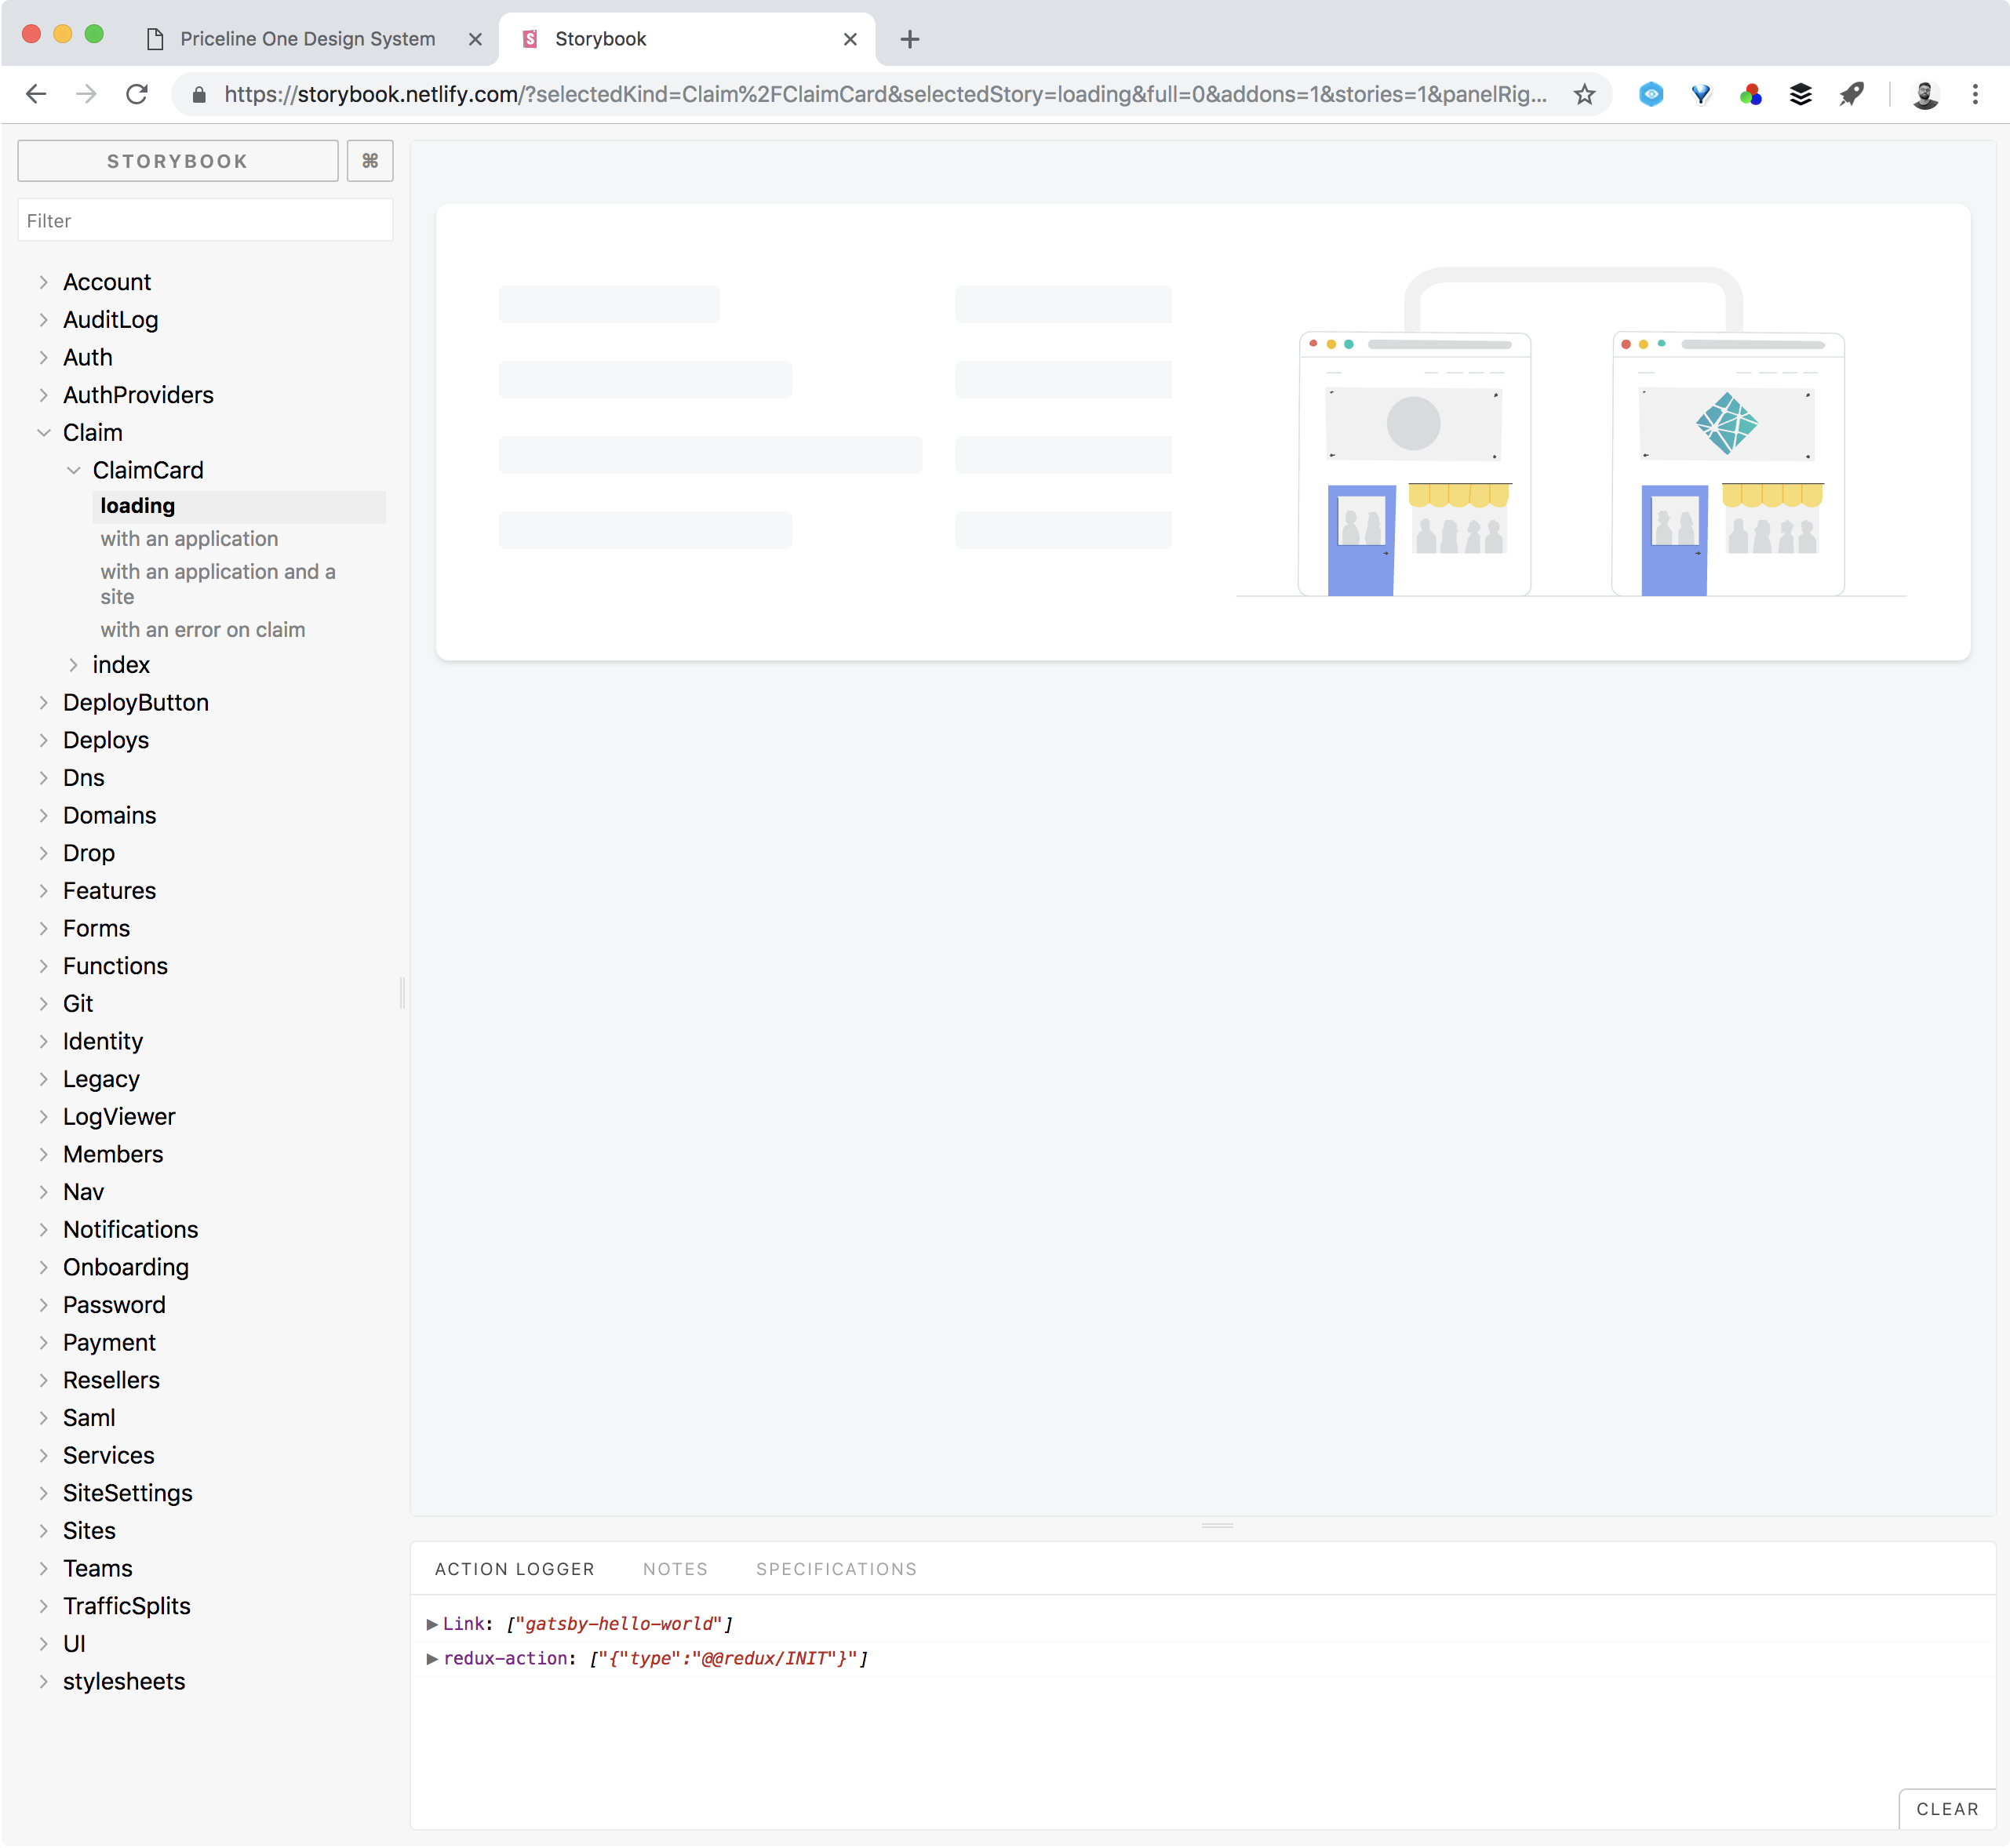 Priceline One Design System
Storybook
https://storybook.netlify.com/?selectedKind=Claim%2FClaimCard&selectedStory=loading&full=0&addons=1&stories=1&panelRig...
STORYBOOK
⌘
Filter
Account
AuditLog
Auth
AuthProviders
Claim
ClaimCard
loading
with an application
with an application and a
site
with an error on claim
index
DeployButton
Deploys
Dns
Domains
Drop
Features
Forms
Functions
Git
Identity
Legacy
LogViewer
Members
Nav
Notifications
Onboarding
Password
Payment
Resellers
Saml
Services
SiteSettings
Sites
Teams
TrafficSplits
UI
stylesheets
ACTION LOGGER NOTES SPECIFICATIONS
Link: ["gatsby-hello-world"]
redux-action: ["{"type":"@@redux/INIT"}"]
CLEAR